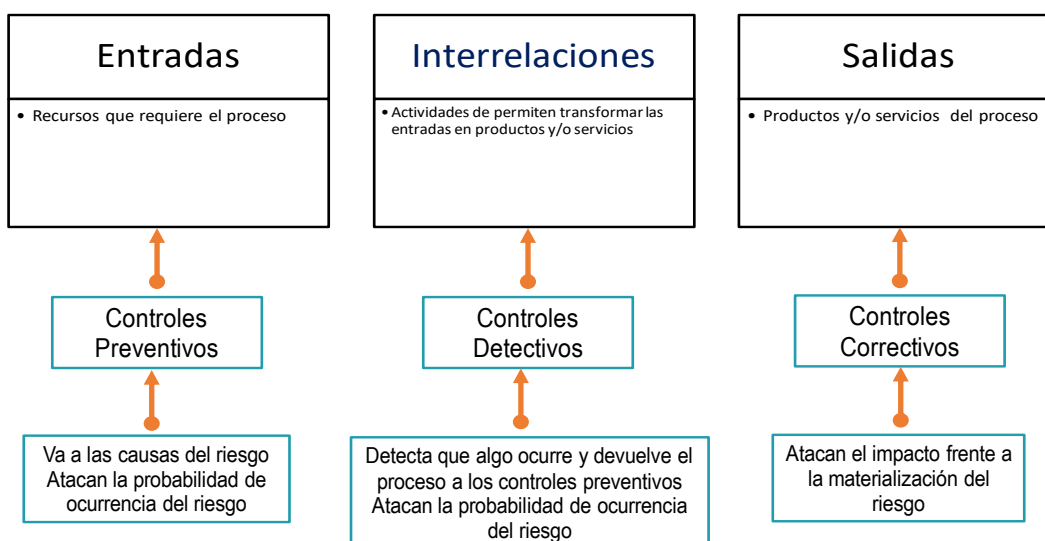 Entradas
• Recursos que requiere el proceso
Interrelaciones
• Actividades de permiten transformar las
entradas en productos y/o servicios
Salidas
• Productos y/o servicios del proceso
Controles
Preventivos
Controles
Detectivos
Controles
Correctivos
Va a las causas del riesgo
Atacan la probabilidad de
ocurrencia del riesgo
Detecta que algo ocurre y devuelve el
proceso a los controles preventivos
Atacan la probabilidad de ocurrencia
del riesgo
Atacan el impacto frente a
la materialización del
riesgo